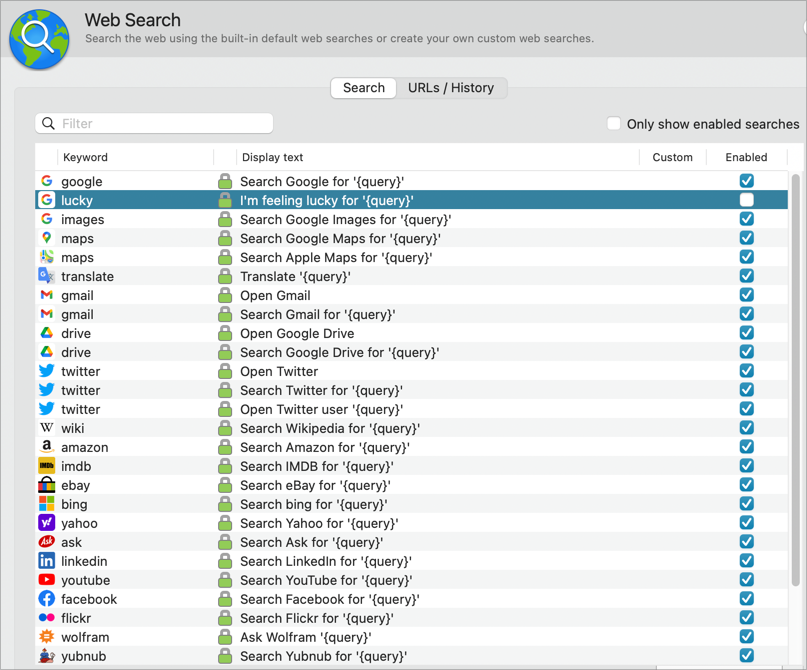 Web Search
Search the web using the built-in default web searches or create your own custom web searches.
Search URLs / History
Filter Only show enabled searches
Keyword Display text Custom Enabled
google Search Google for '{query}'
lucky I'm feeling lucky for '{query}'
images Search Google Images for '{query}'
maps Search Google Maps for '{query}'
maps Search Apple Maps for '{query}'
translate Translate '{query}'
gmail Open Gmail
gmail Search Gmail for '{query}'
drive Open Google Drive
drive Search Google Drive for '{query}'
twitter Open Twitter
twitter Search Twitter for '{query}'
twitter Open Twitter user '{query}'
wiki Search Wikipedia for '{query}'
amazon Search Amazon for '{query}'
imdb Search IMDB for '{query}'
ebay Search eBay for '{query}'
bing Search bing for '{query}'
yahoo Search Yahoo for '{query}'
ask Search Ask for '{query}'
linkedin Search LinkedIn for '{query}'
youtube Search YouTube for '{query}'
facebook Search Facebook for '{query}'
flickr Search Flickr for '{query}'
wolfram Ask Wolfram '{query}'
yubnub Search Yubnub for '{query}'